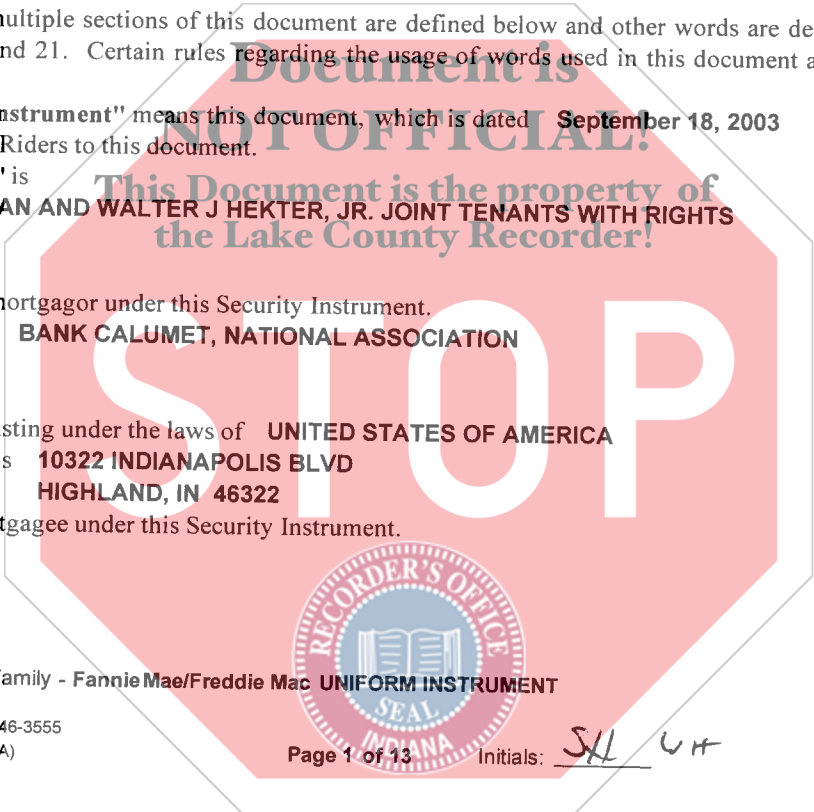 ultiple sections of this document are defined below and other words are de
nd 21. Certain rules regarding the usage of words used in this document a
Document is
nstrument" means this document, which is dated September 18, 2003
NOT OFFICIAL!
Riders to this document.
" is
This Document is the property of
AN AND WALTER J HEKTER, JR. JOINT TENANTS WITH RIGHTS
the Lake County Recorder!
ortgagor under this Security Instrument.
BANK CALUMET, NATIONAL ASSOCIATION
STOP
sting under the laws of UNITED STATES OF AMERICA
s 10322 INDIANAPOLIS BLVD
HIGHLAND, IN 46322
tgagee under this Security Instrument.
RECORDER'S OFFICE
amily - Fannie Mae/Freddie Mac UNIFORM INSTRUMENT
SEAL
46-3555
A)
INDIANA
Page 1 of 13 Initials: WH